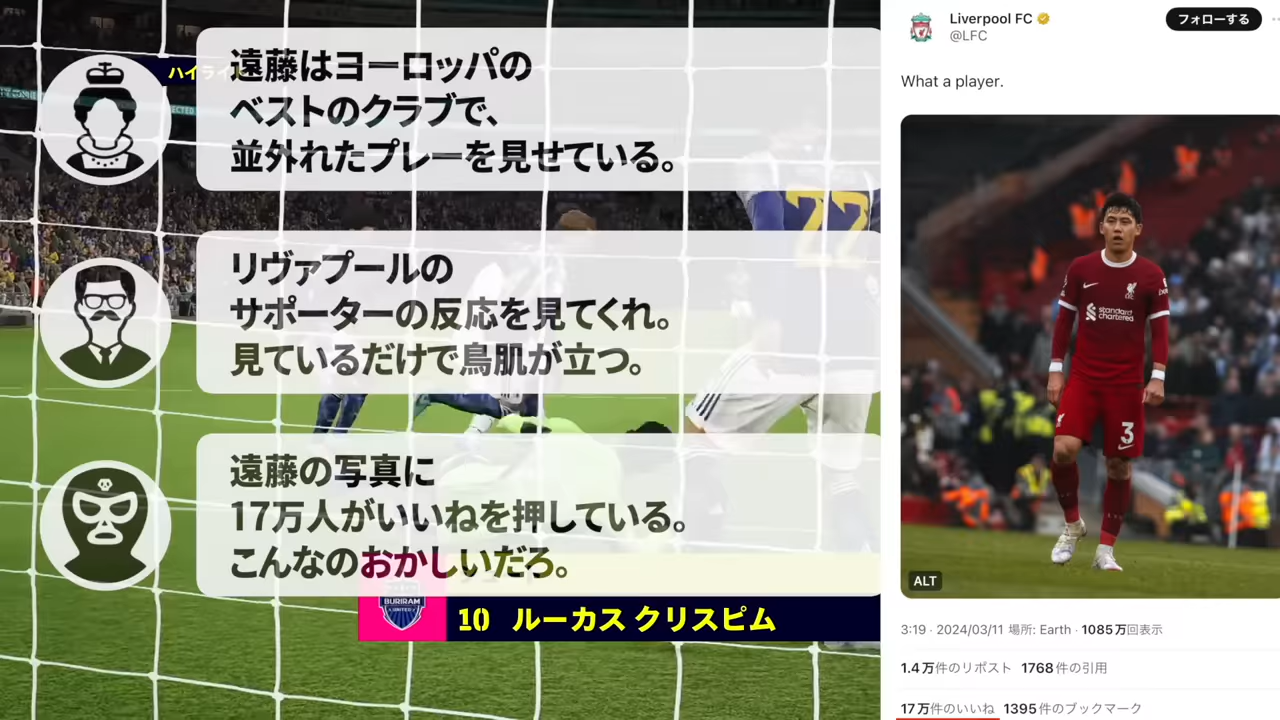 ハイライト
遠藤はヨーロッパの
ベストのクラブで、
並外れたプレーを見せている。
リヴァプールの
サポーターの反応を見てくれ。
見ているだけで鳥肌が立つ。
遠藤の写真に
17万人がいいねを押している。
こんなのおかしいだろ。
77
BURIRAM
UNITED
10 ルーカス クリスピム
Liverpool FC
@LFC
フォローする
What a player.
standard
chartered
3
ALT
3:19 · 2024/03/11 場所: Earth · 1085万回表示
1.4万件のリポスト 1768件の引用
17万件のいいね 1395件のブックマーク